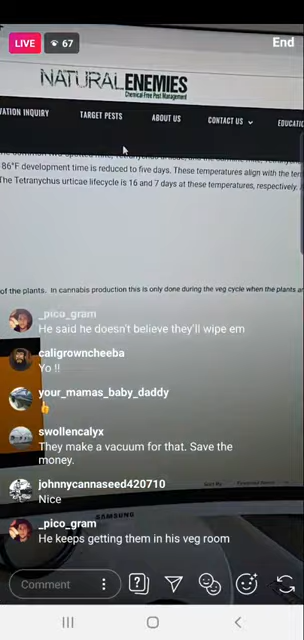 LIVE
67
End
NATURALENEMIES
Chemical-Free Pest Management
VATION INQUIRY
TARGET PESTS
ABOUT US
CONTACT US
EDUCATIO
86°F development time is reduced to five days. These temperatures align with the ten
The Tetranychus urticae lifecycle is 16 and 7 days at these temperatures, respectively.
of the plants. In cannabis production this is only done during the veg cycle when the plants ar
_pico_gram
He said he doesn't believe they'll wipe em
caligrowncheeba
Yo !!
your_mamas_baby_daddy
👍
swollencalyx
They make a vacuum for that. Save the
money.
johnnycannaseed420710
Nice
SAMSUNG
_pico_gram
He keeps getting them in his veg room
Comment